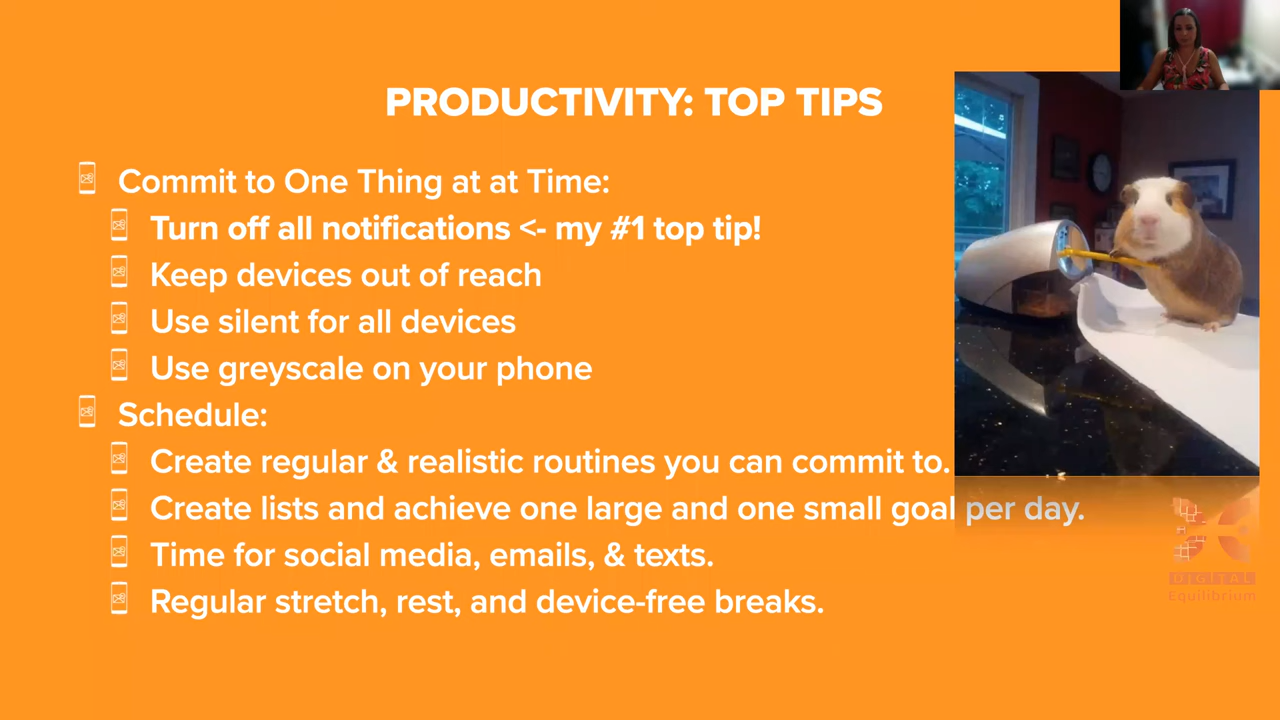 PRODUCTIVITY: TOP TIPS
Commit to One Thing at at Time:
Turn off all notifications <- my #1 top tip!
Keep devices out of reach
Use silent for all devices
Use greyscale on your phone
Schedule:
Create regular & realistic routines you can commit to.
Create lists and achieve one large and one small goal per day.
Time for social media, emails, & texts.
Regular stretch, rest, and device-free breaks.
DIGITAL
Equilibrium